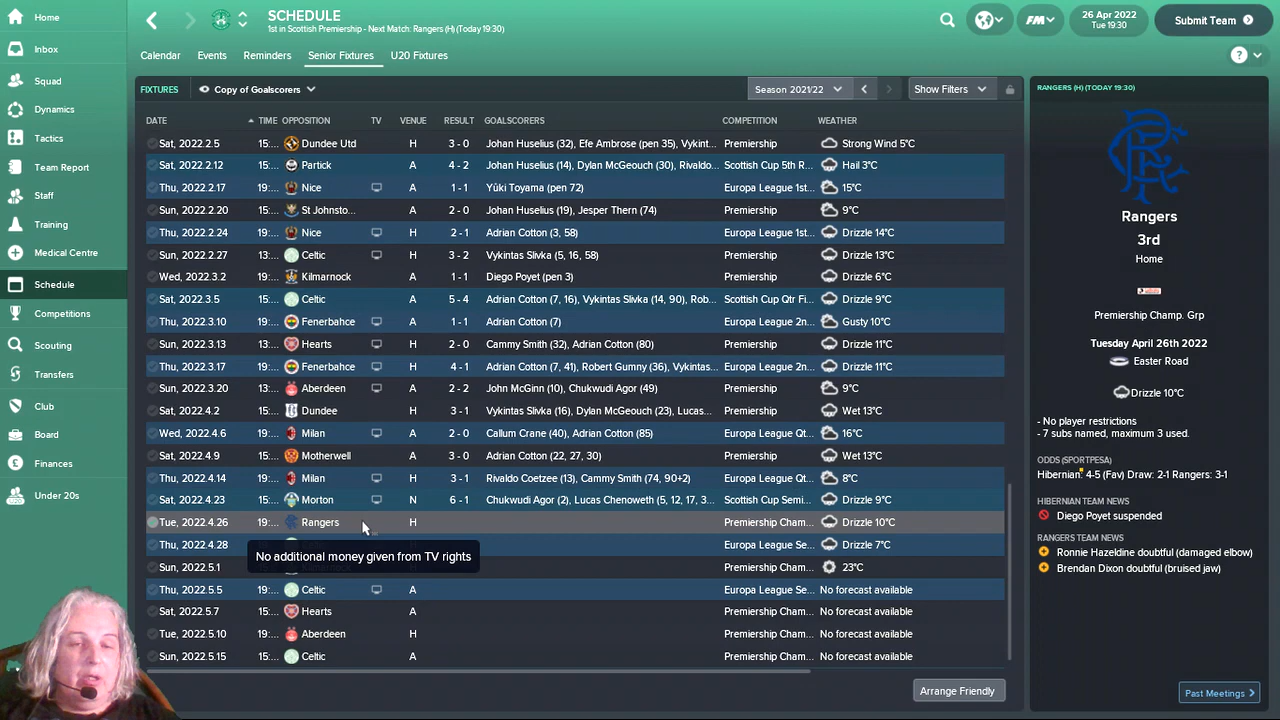 Home
Inbox
Squad
Dynamics
Tactics
Team Report
Staff
Training
Medical Centre
Schedule
Competitions
Scouting
Transfers
Club
Board
Finances
Under 20s
SCHEDULE
1st in Scottish Premiership - Next Match: Rangers (H) (Today 19:30)
FM
26 Apr 2022
Tue 19:30
Submit Team
Calendar Events Reminders Senior Fixtures U20 Fixtures
?
FIXTURES Copy of Goalscorers Season 2021/22 Show Filters
DATE TIME OPPOSITION TV VENUE RESULT GOALSCORERS COMPETITION WEATHER
Sat, 2022.2.5 15:... Dundee Utd H 3 - 0 Johan Huselius (32), Efe Ambrose (pen 35), Vykint... Premiership Strong Wind 5°C
Sat, 2022.2.12 15:... Partick A 4 - 2 Johan Huselius (14), Dylan McGeouch (30), Rivaldo... Scottish Cup 5th R... Hail 3°C
Thu, 2022.2.17 19:... Nice A 1 - 1 Yūki Toyama (pen 72) Europa League 1st... 15°C
Sun, 2022.2.20 15:... St Johnsto... A 2 - 0 Johan Huselius (19), Jesper Thern (74) Premiership 9°C
Thu, 2022.2.24 19:... Nice H 2 - 1 Adrian Cotton (3, 58) Europa League 1st... Drizzle 14°C
Sun, 2022.2.27 13:... Celtic H 3 - 2 Vykintas Slivka (5, 16, 58) Premiership Drizzle 13°C
Wed, 2022.3.2 19:... Kilmarnock A 1 - 1 Diego Poyet (pen 3) Premiership Drizzle 6°C
Sat, 2022.3.5 15:... Celtic A 5 - 4 Adrian Cotton (7, 16), Vykintas Slivka (14, 90), Rob... Scottish Cup Qtr Fi... Drizzle 9°C
Thu, 2022.3.10 19:... Fenerbahce A 1 - 1 Adrian Cotton (7) Europa League 2n... Gusty 10°C
Sun, 2022.3.13 13:... Hearts H 2 - 0 Cammy Smith (32), Adrian Cotton (80) Premiership Drizzle 11°C
Thu, 2022.3.17 19:... Fenerbahce H 4 - 1 Adrian Cotton (7, 41), Robert Gumny (36), Vykintas... Europa League 2n... Drizzle 11°C
Sun, 2022.3.20 13:... Aberdeen A 2 - 2 John McGinn (10), Chukwudi Agor (49) Premiership 9°C
Sat, 2022.4.2 15:... Dundee H 3 - 1 Vykintas Slivka (16), Dylan McGeouch (23), Lucas... Premiership Wet 13°C
Wed, 2022.4.6 19:... Milan A 2 - 0 Callum Crane (40), Adrian Cotton (85) Europa League Qt... 16°C
Sat, 2022.4.9 15:... Motherwell A 3 - 0 Adrian Cotton (22, 27, 30) Premiership Wet 13°C
Thu, 2022.4.14 19:... Milan H 3 - 1 Rivaldo Coetzee (13), Cammy Smith (74, 90+2) Europa League Qt... 8°C
Sat, 2022.4.23 15:... Morton N 6 - 1 Chukwudi Agor (2), Lucas Chenoweth (5, 12, 17, 3... Scottish Cup Semi... Drizzle 9°C
Tue, 2022.4.26 19:... Rangers H Premiership Cham... Drizzle 10°C
Thu, 2022.4.28 19:... Europa League Se... Drizzle 7°C
No additional money given from TV rights
Sun, 2022.5.1 Premiership Cham... 23°C
Thu, 2022.5.5 19:... Celtic A Europa League Se... No forecast available
Sat, 2022.5.7 15:... Hearts A Premiership Cham... No forecast available
Tue, 2022.5.10 19:... Aberdeen H Premiership Cham... No forecast available
Sun, 2022.5.15 15:... Celtic A Premiership Cham... No forecast available
Arrange Friendly
RANGERS (H) (TODAY 19:30)
Rangers
3rd
Home
Premiership Champ. Grp
Tuesday April 26th 2022
Easter Road
Drizzle 10°C
- No player restrictions
- 7 subs named, maximum 3 used.
ODDS (SPORTPESA)
Hibernian: 4-5 (Fav) Draw: 2-1 Rangers: 3-1
HIBERNIAN TEAM NEWS
Diego Poyet suspended
RANGERS TEAM NEWS
Ronnie Hazeldine doubtful (damaged elbow)
Brendan Dixon doubtful (bruised jaw)
Past Meetings